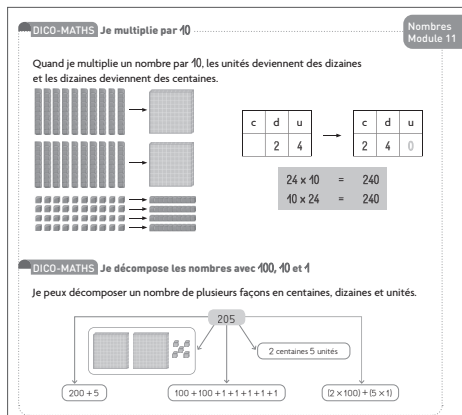 DICO-MATHS Je multiplie par 10
Nombres
Module 11
Quand je multiplie un nombre par 10, les unités deviennent des dizaines
et les dizaines deviennent des centaines.
c d u c d u
2 4 2 4 0
24 × 10 = 240
10 × 24 = 240
DICO-MATHS Je décompose les nombres avec 100, 10 et 1
Je peux décomposer un nombre de plusieurs façons en centaines, dizaines et unités.
205
2 centaines 5 unités
200 + 5
100 + 100 + 1 + 1 + 1 + 1 + 1
(2 × 100) + (5 × 1)